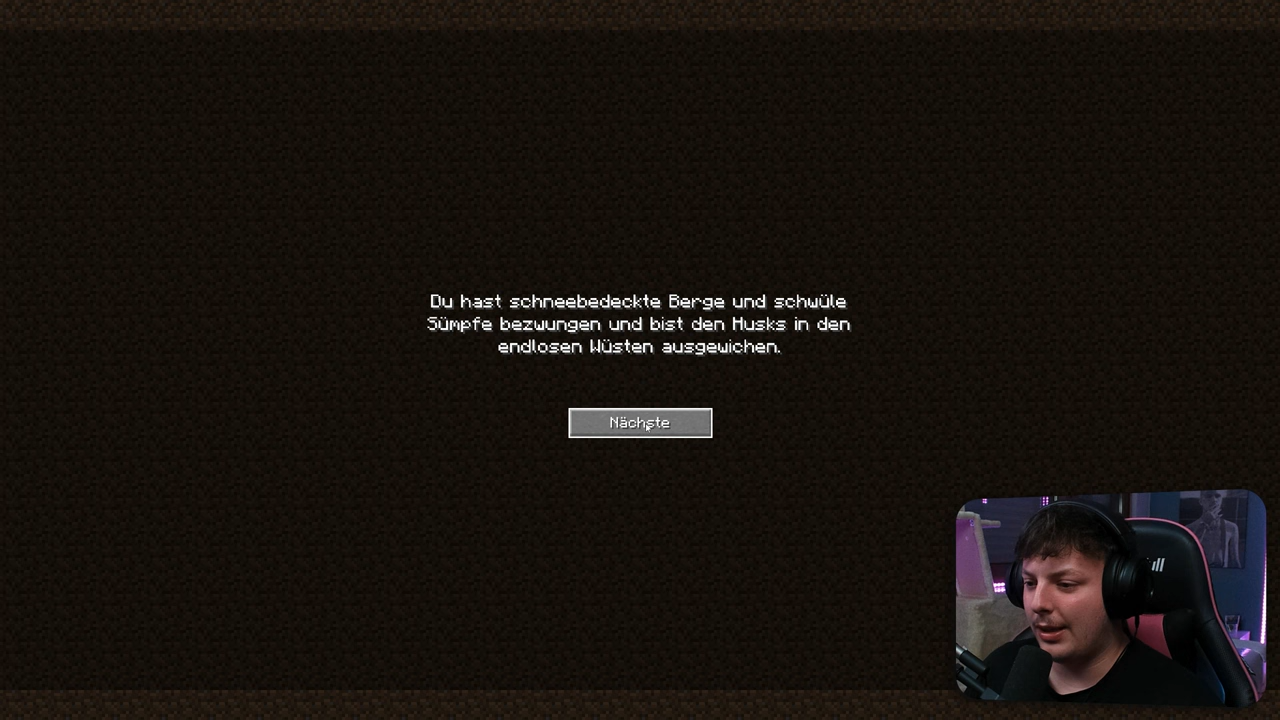 Du hast schneebedeckte Berge und schwüle
Sümpfe bezwungen und bist den Husks in den
endlosen Wüsten ausgewichen.
Nächste